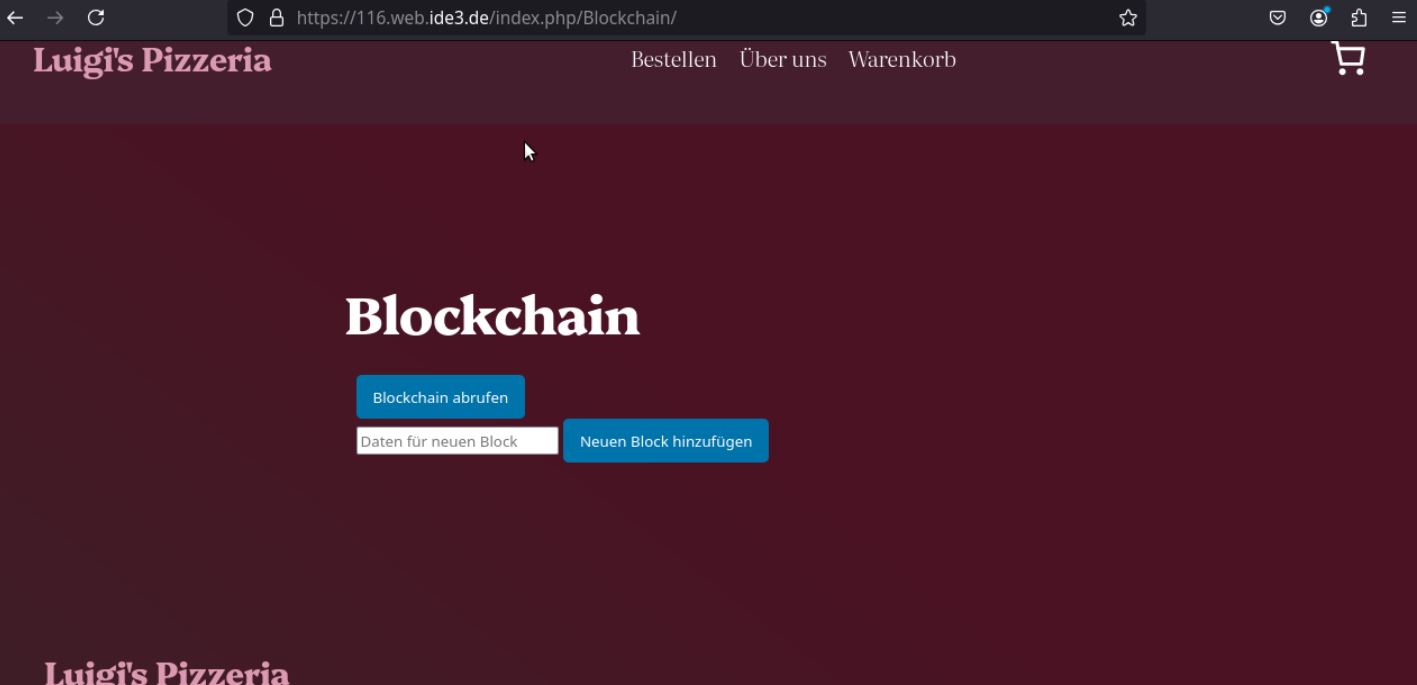 https://116.web.ide3.de/index.php/Blockchain/
Luigi's Pizzeria
Bestellen Über uns Warenkorb
Blockchain
Blockchain abrufen
Daten für neuen Block Neuen Block hinzufügen
Luigi's Pizzeria